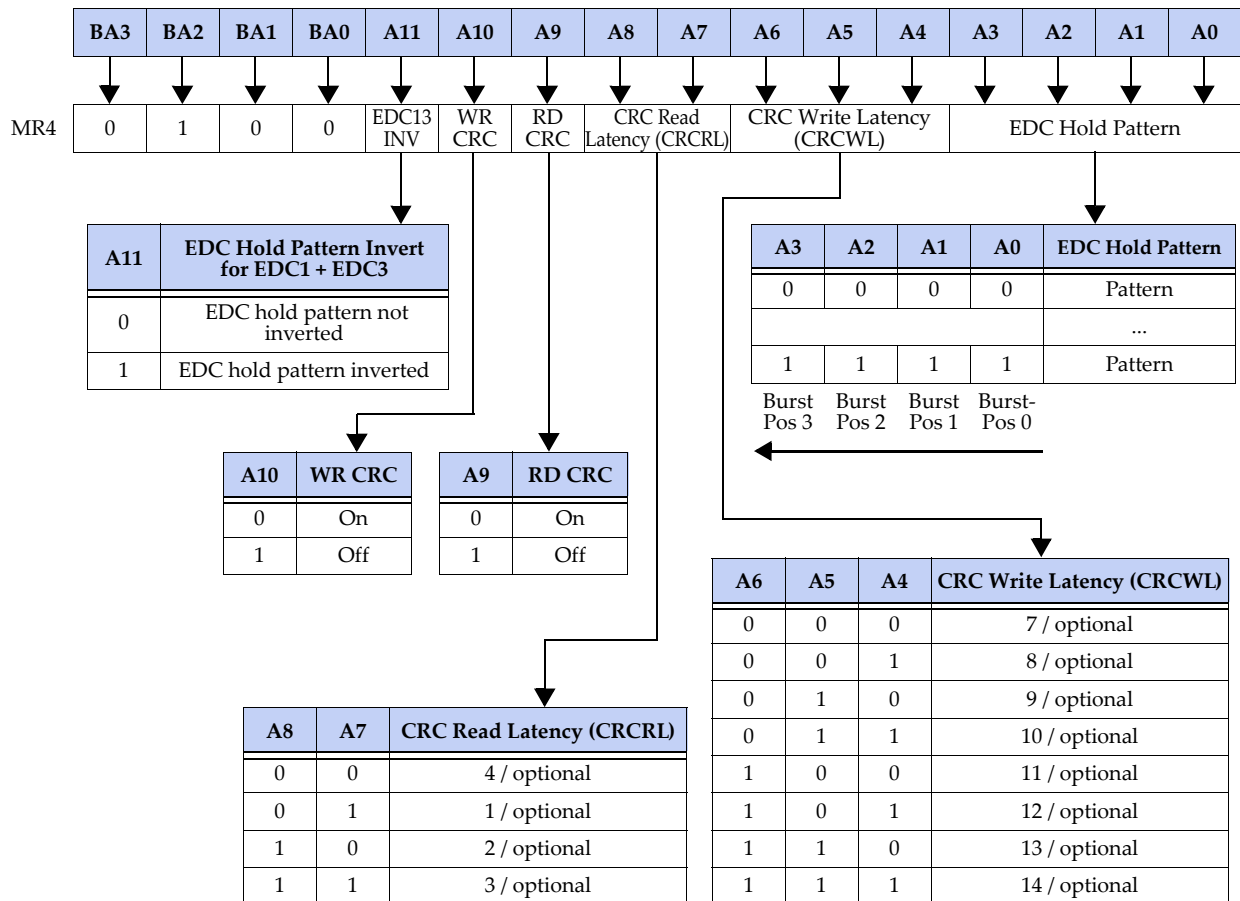 BA3 BA2 BA1 BA0 A11 A10 A9 A8 A7 A6 A5 A4 A3 A2 A1 A0
MR4 0 1 0 0 EDC13 INV WR CRC RD CRC CRC Read Latency (CRCRL) CRC Write Latency (CRCWL) EDC Hold Pattern
A11 EDC Hold Pattern Invert
for EDC1 + EDC3
0 EDC hold pattern not
inverted
1 EDC hold pattern inverted
A3 A2 A1 A0 EDC Hold Pattern
0 0 0 0 Pattern
...
1 1 1 1 Pattern
Burst Burst Burst Burst-
Pos 3 Pos 2 Pos 1 Pos 0
A10 WR CRC
0 On
1 Off
A9 RD CRC
0 On
1 Off
A8 A7 CRC Read Latency (CRCRL)
0 0 4 / optional
0 1 1 / optional
1 0 2 / optional
1 1 3 / optional
A6 A5 A4 CRC Write Latency (CRCWL)
0 0 0 7 / optional
0 0 1 8 / optional
0 1 0 9 / optional
0 1 1 10 / optional
1 0 0 11 / optional
1 0 1 12 / optional
1 1 0 13 / optional
1 1 1 14 / optional